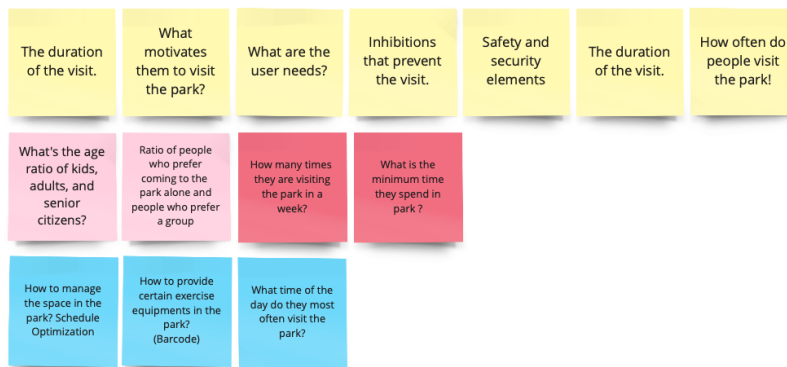 The duration
of the visit.
What
motivates
them to visit
the park?
What are the
user needs?
Inhibitions
that prevent
the visit.
Safety and
security
elements
The duration
of the visit.
How often do
people visit
the park!
What's the age
ratio of kids,
adults, and
senior
citizens?
Ratio of people
who prefer
coming to the
park alone and
people who prefer
a group
How many times
they are visiting
the park in a
week?
What is the
minimum time
they spend in
park ?
How to manage
the space in the
park? Schedule
Optimization
How to provide
certain exercise
equipments in the
park?
(Barcode)
What time of the
day do they most
often visit the
park?